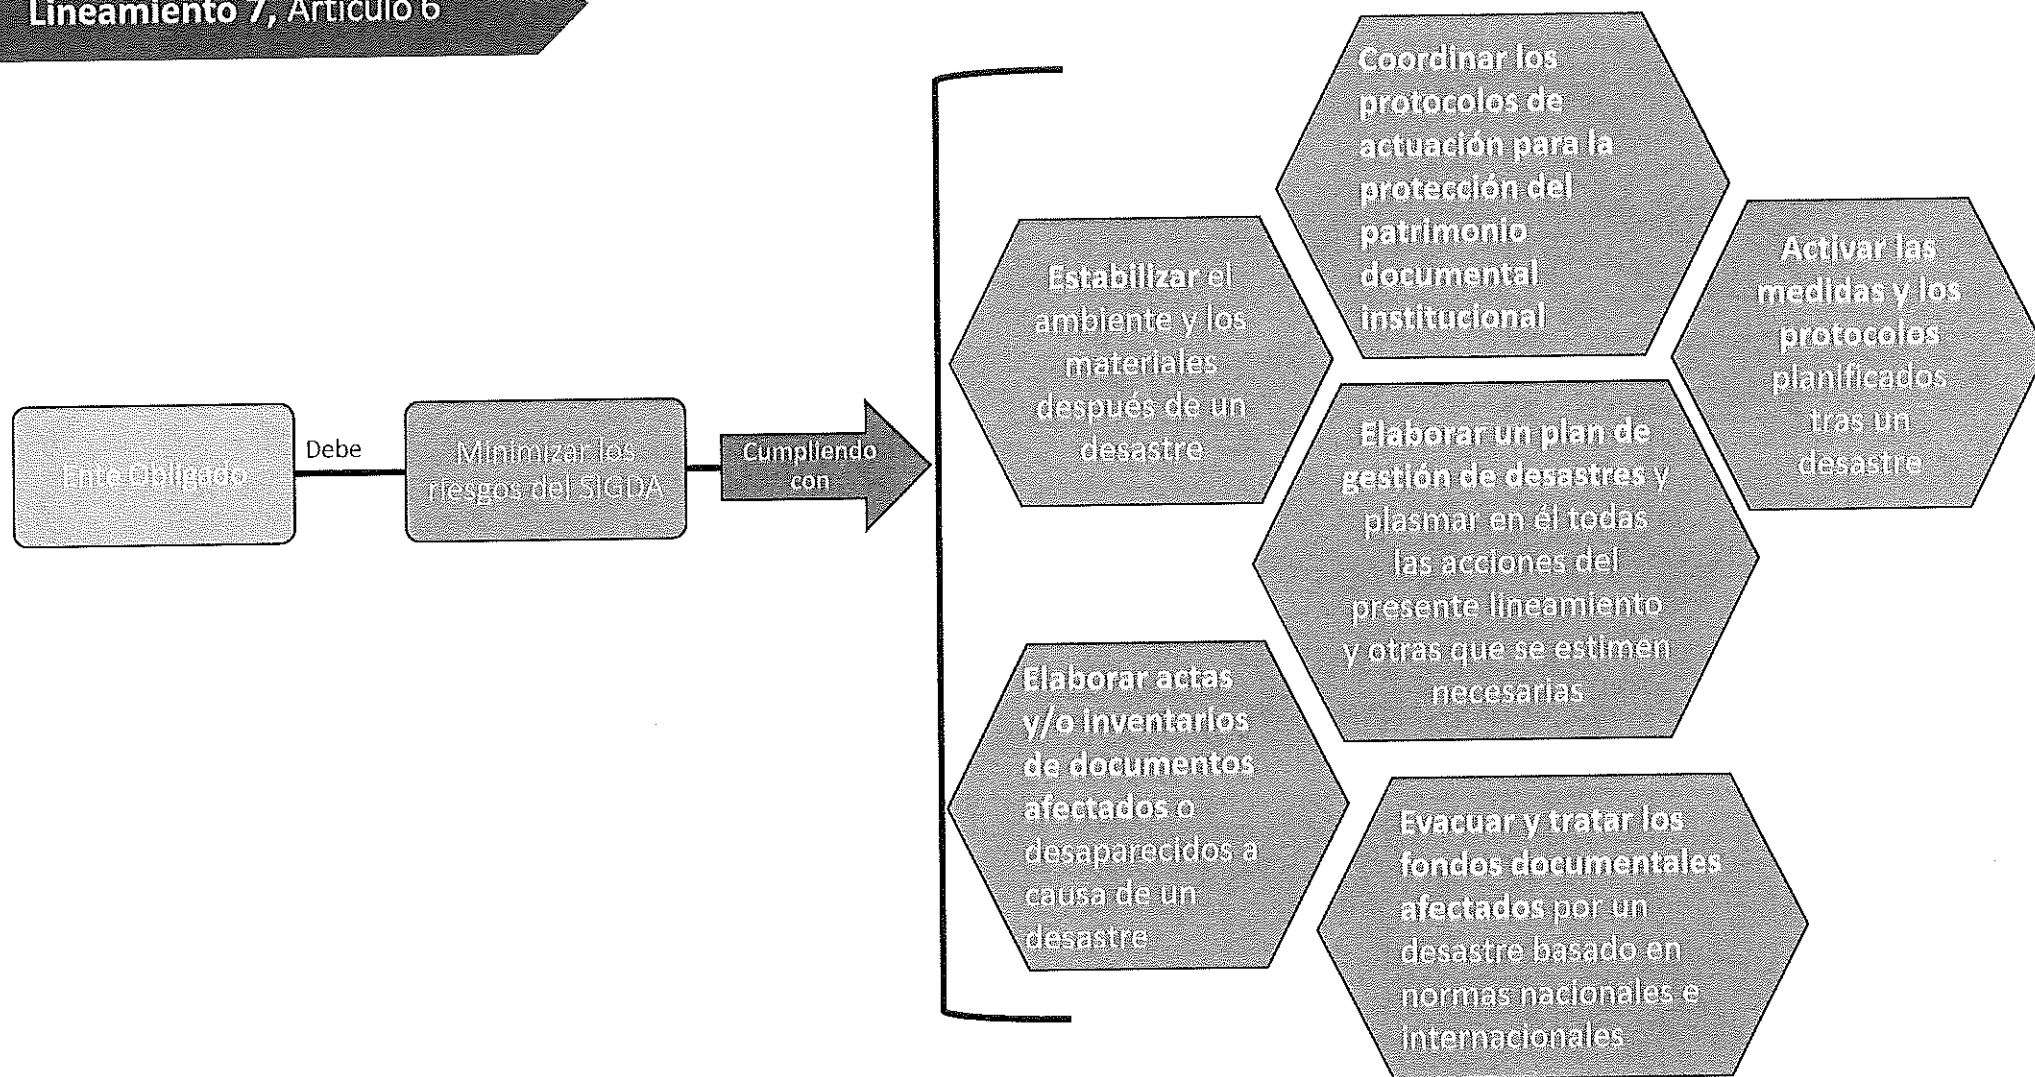 Lineamiento 7, Artículo 6
Ente Obligado
Debe
Minimizar los
riesgos del SIGDA
Cumpliendo
con
Coordinar los
protocolos de
actuación para la
protección del
patrimonio
documental
institucional
Estabilizar el
ambiente y los
materiales
después de un
desastre
Activar las
medidas y los
protocolos
planificados
tras un
desastre
Elaborar un plan de
gestión de desastres y
plasmar en él todas
las acciones del
presente lineamiento
y otras que se estimen
necesarias
Elaborar actas
y/o inventarios
de documentos
afectados o
desaparecidos a
causa de un
desastre
Evacuar y tratar los
fondos documentales
afectados por un
desastre basado en
normas nacionales e
internacionales